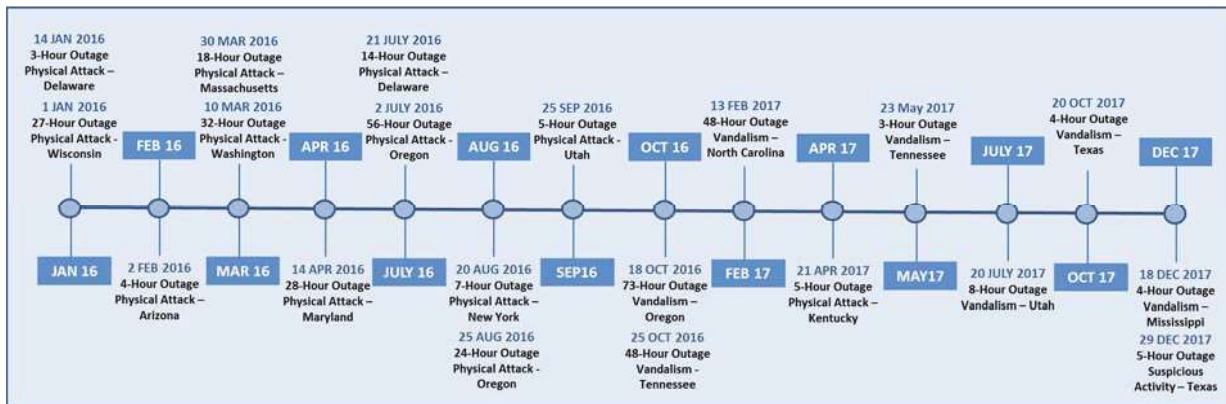 14 JAN 2016
3-Hour Outage
Physical Attack –
Delaware
1 JAN 2016
27-Hour Outage
Physical Attack -
Wisconsin
JAN 16
FEB 16
2 FEB 2016
4-Hour Outage
Physical Attack –
Arizona
30 MAR 2016
18-Hour Outage
Physical Attack –
Massachusetts
10 MAR 2016
32-Hour Outage
Physical Attack -
Washington
MAR 16
APR 16
14 APR 2016
28-Hour Outage
Physical Attack –
Maryland
21 JULY 2016
14-Hour Outage
Physical Attack –
Delaware
2 JULY 2016
56-Hour Outage
Physical Attack -
Oregon
JULY 16
AUG 16
20 AUG 2016
7-Hour Outage
Physical Attack –
New York
25 AUG 2016
24-Hour Outage
Physical Attack -
Oregon
25 SEP 2016
5-Hour Outage
Physical Attack -
Utah
SEP16
OCT 16
18 OCT 2016
73-Hour Outage
Vandalism –
Oregon
25 OCT 2016
48-Hour Outage
Vandalism -
Tennessee
13 FEB 2017
48-Hour Outage
Vandalism –
North Carolina
FEB 17
APR 17
21 APR 2017
5-Hour Outage
Physical Attack -
Kentucky
23 May 2017
3-Hour Outage
Vandalism –
Tennessee
MAY17
JULY 17
20 JULY 2017
8-Hour Outage
Vandalism – Utah
20 OCT 2017
4-Hour Outage
Vandalism –
Texas
OCT 17
DEC 17
18 DEC 2017
4-Hour Outage
Vandalism –
Mississippi
29 DEC 2017
5-Hour Outage
Suspicious
Activity – Texas